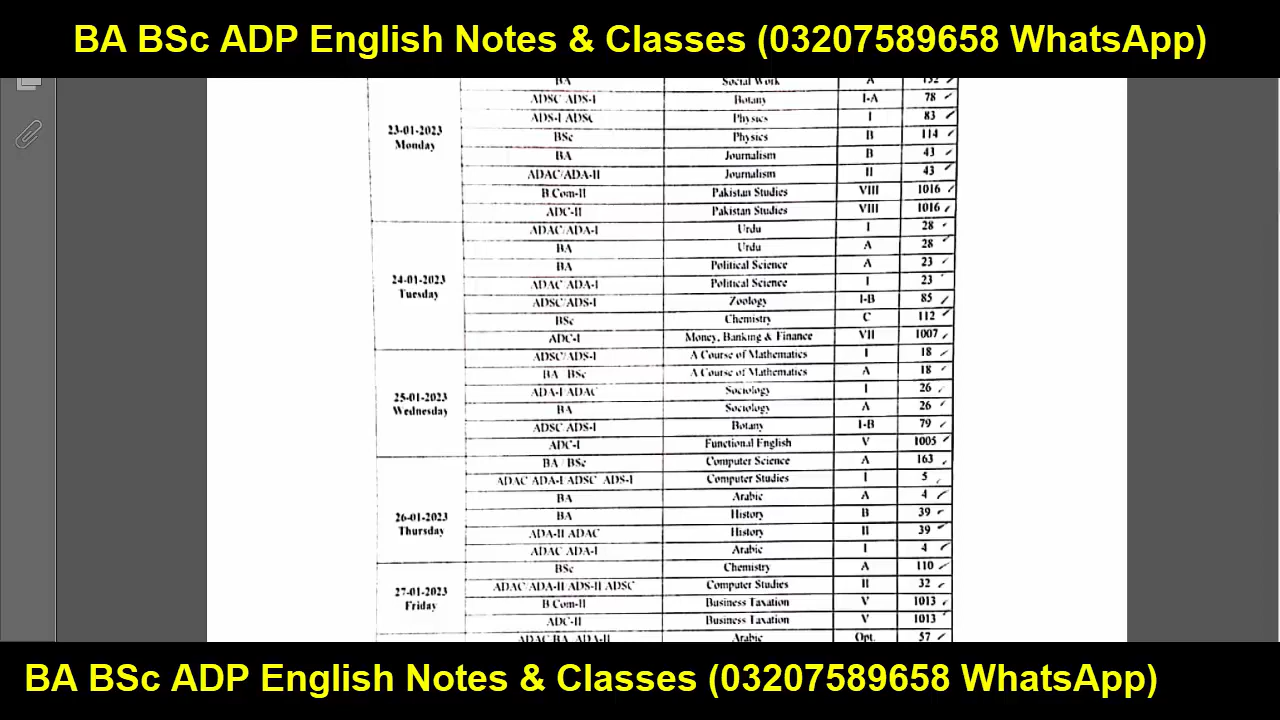 BA BSc ADP English Notes & Classes (03207589658 WhatsApp)
BA Social Work A 132
ADSC ADS-I Botany I-A 78
ADS-I ADSC Physics I 83
23-01-2023 Monday
BSc Physics B 114
BA Journalism B 43
ADAC/ADA-II Journalism II 43
B Com-II Pakistan Studies VIII 1016
ADC-II Pakistan Studies VIII 1016
ADAC/ADA-I Urdu I 28
BA Urdu A 28
BA Political Science A 23
24-01-2023 Tuesday
ADAC ADA-I Political Science I 23
ADSC/ADS-I Zoology I-B 85
BSc Chemistry C 112
ADC-I Money, Banking & Finance VII 1007
ADSC/ADS-I A Course of Mathematics I 18
BA BSc A Course of Mathematics A 18
25-01-2023 Wednesday
ADA-I ADAC Sociology I 26
BA Sociology A 26
ADSC ADS-I Botany I-B 79
ADC-I Functional English V 1005
BA / BSc Computer Science A 163
ADAC ADA-I ADSC ADS-I Computer Studies I 5
BA Arabic A 4
26-01-2023 Thursday
BA History B 39
ADA-II ADAC History II 39
ADAC ADA-I Arabic I 4
BSc Chemistry A 110
27-01-2023 Friday
ADAC/ADA-II ADS-II ADSC Computer Studies II 32
B Com-II Business Taxation V 1013
ADC-II Business Taxation V 1013
ADAC BA ADA-II Arabic Opt. 57
BA BSc ADP English Notes & Classes (03207589658 WhatsApp)